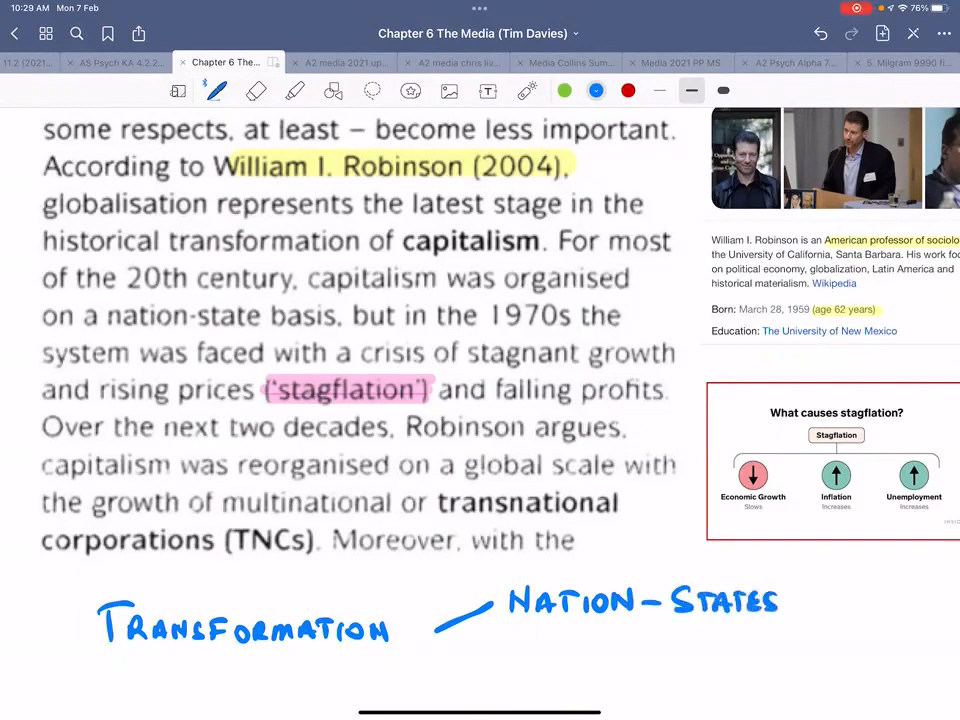 10:29 AM Mon 7 Feb
76%
Chapter 6 The Media (Tim Davies)
11.2 (2021...
AS Psych KA 4.2.2...
Chapter 6 The...
A2 media 2021 up...
A2 media chris liv...
Media Collins Sum...
Media 2021 PP MS
A2 Psych Alpha 7...
5. Milgram 9990 fi...
some respects, at least – become less important.
According to William I. Robinson (2004),
globalisation represents the latest stage in the
historical transformation of capitalism. For most
of the 20th century, capitalism was organised
on a nation-state basis, but in the 1970s the
system was faced with a crisis of stagnant growth
and rising prices ('stagflation') and falling profits.
Over the next two decades, Robinson argues,
capitalism was reorganised on a global scale with
the growth of multinational or transnational
corporations (TNCs). Moreover, with the
William I. Robinson is an American professor of sociolo
the University of California, Santa Barbara. His work foc
on political economy, globalization, Latin America and
historical materialism. Wikipedia
Born: March 28, 1959 (age 62 years)
Education: The University of New Mexico
What causes stagflation?
Stagflation
Economic Growth
Slows
Inflation
Increases
Unemployment
Increases
TRANSFORMATION
NATION-STATES